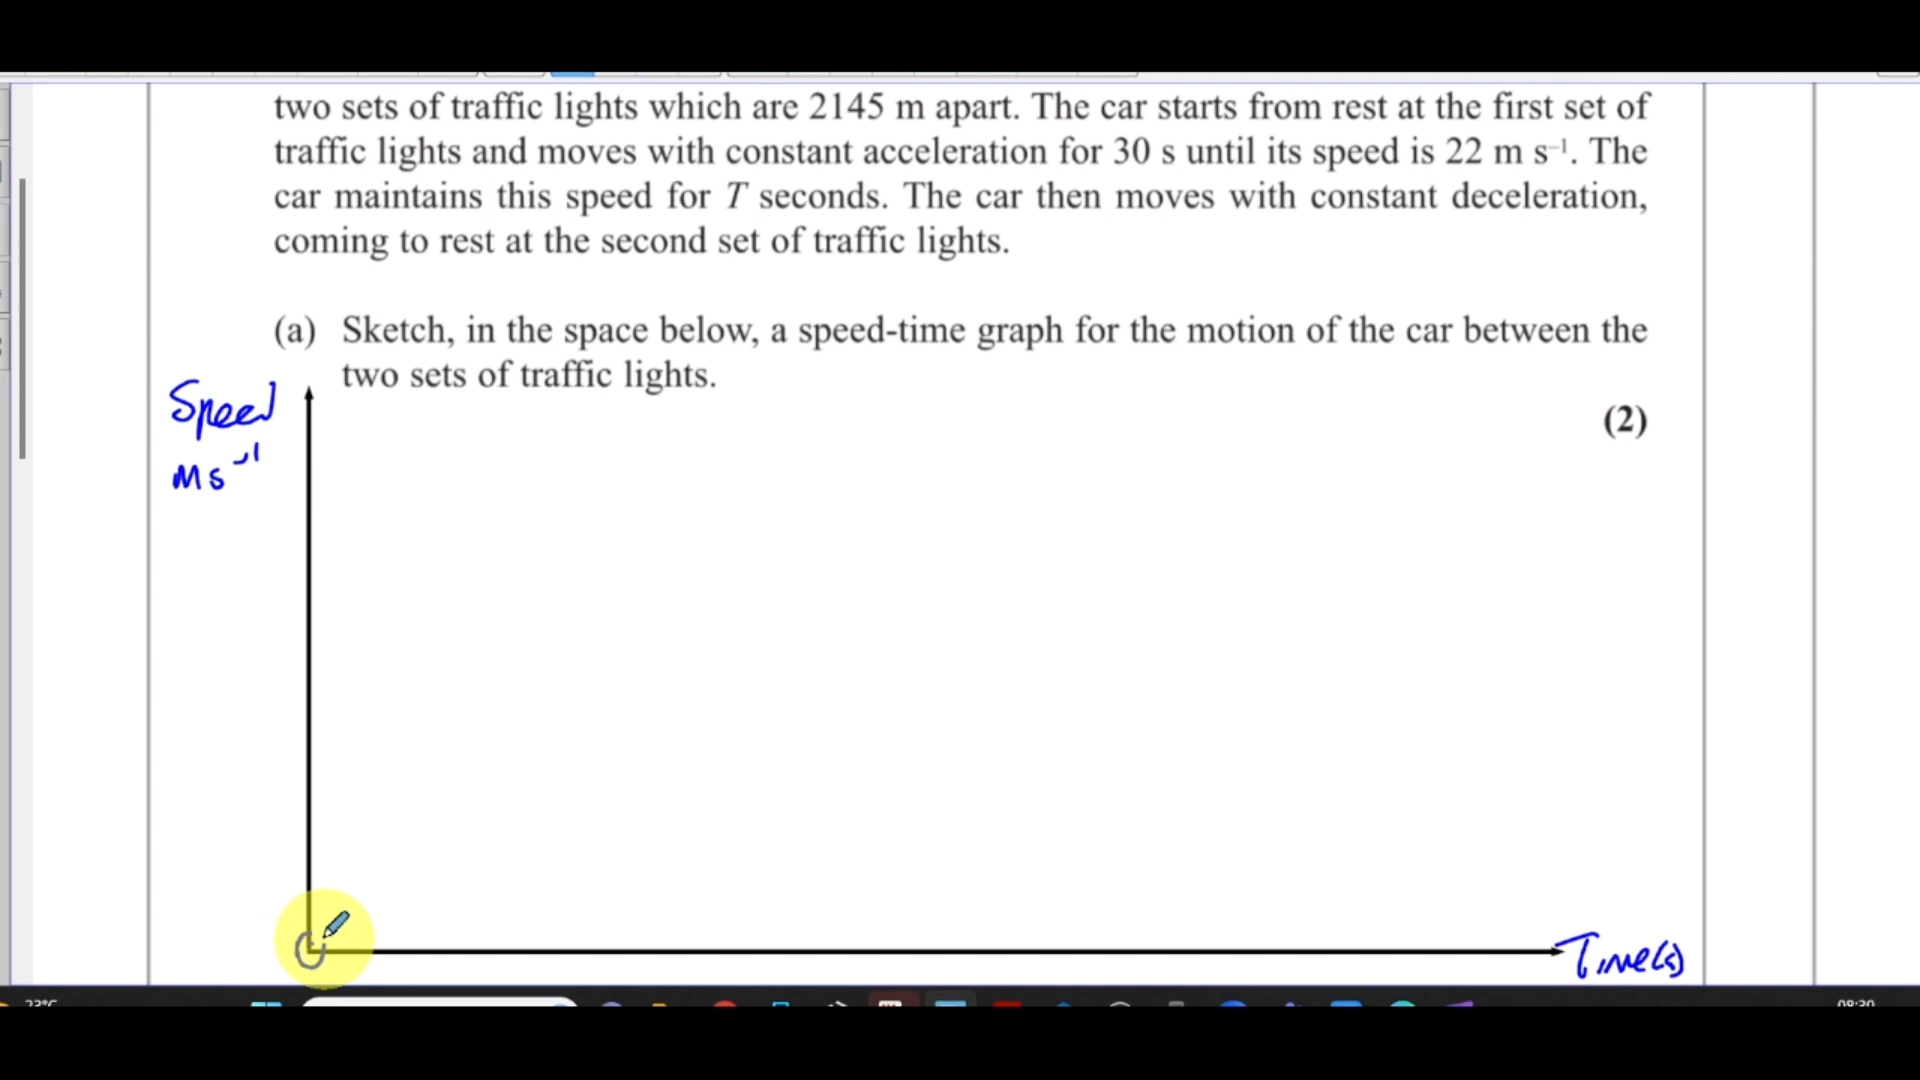 two sets of traffic lights which are 2145 m apart. The car starts from rest at the first set of
traffic lights and moves with constant acceleration for 30 s until its speed is 22 m s⁻¹. The
car maintains this speed for T seconds. The car then moves with constant deceleration,
coming to rest at the second set of traffic lights.
(a) Sketch, in the space below, a speed-time graph for the motion of the car between the
two sets of traffic lights.
(2)
Speed
Ms⁻¹
Time(s)
23°C
08:30